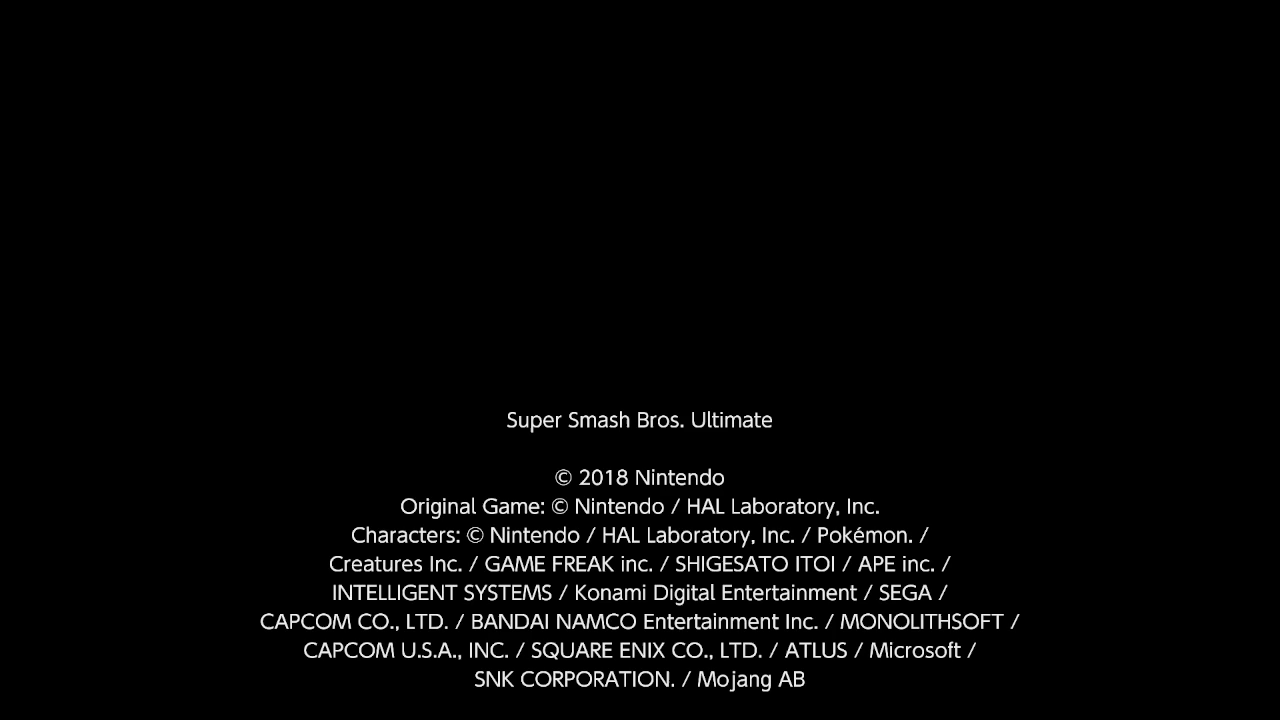 Super Smash Bros. Ultimate
© 2018 Nintendo
Original Game: © Nintendo / HAL Laboratory, Inc.
Characters: © Nintendo / HAL Laboratory, Inc. / Pokémon. /
Creatures Inc. / GAME FREAK inc. / SHIGESATO ITOI / APE inc. /
INTELLIGENT SYSTEMS / Konami Digital Entertainment / SEGA /
CAPCOM CO., LTD. / BANDAI NAMCO Entertainment Inc. / MONOLITHSOFT /
CAPCOM U.S.A., INC. / SQUARE ENIX CO., LTD. / ATLUS / Microsoft /
SNK CORPORATION. / Mojang AB